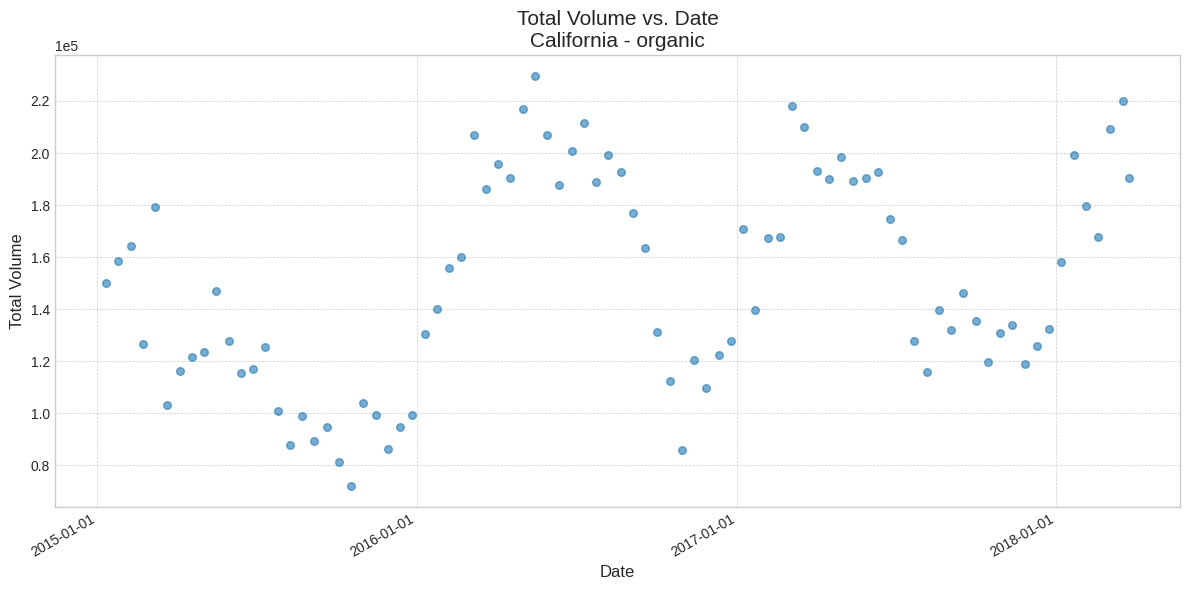 Total Volume vs. Date
California - organic
1e5
2.2
2.0
1.8
1.6
1.4
1.2
1.0
0.8
Total Volume
2015-01-01
2016-01-01
2017-01-01
2018-01-01
Date